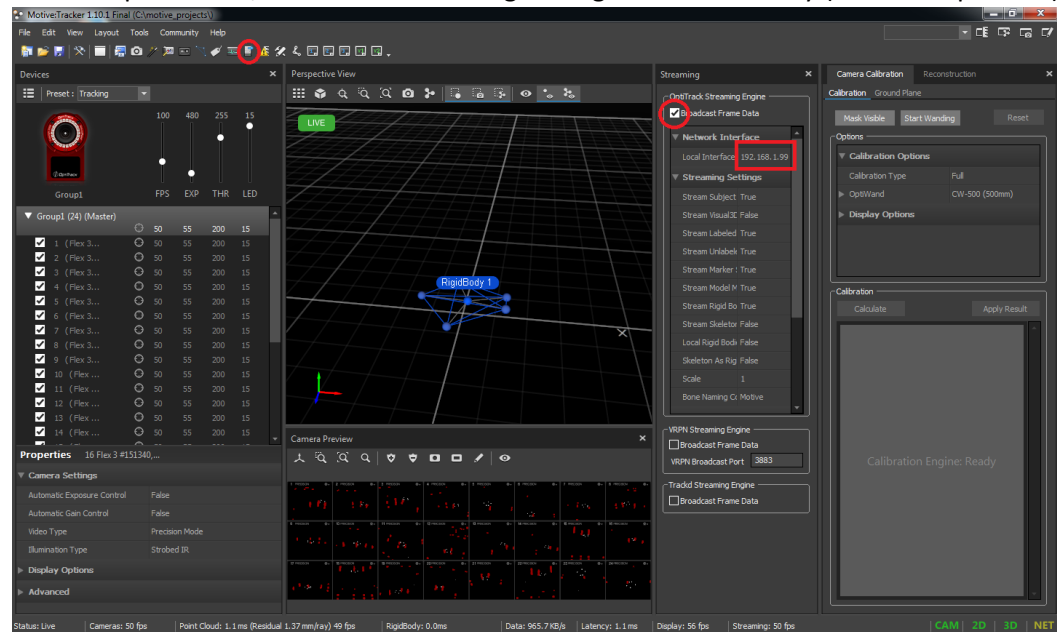 Motive:Tracker 1.10.1 Final (C:\motive_projects\)
File Edit View Layout Tools Community Help
Devices
Preset : Tracking
100 480 255 15
Group1
FPS EXP THR LED
Group1 (24) (Master)
50 55 200 15
1 (Flex 3... 50 55 200 15
2 (Flex 3... 50 55 200 15
3 (Flex 3... 50 55 200 15
4 (Flex 3... 50 55 200 15
5 (Flex 3... 50 55 200 15
6 (Flex 3... 50 55 200 15
7 (Flex 3... 50 55 200 15
8 (Flex 3... 50 55 200 15
9 (Flex 3... 50 55 200 15
10 (Flex ... 50 55 200 15
11 (Flex ... 50 55 200 15
12 (Flex ... 50 55 200 15
13 (Flex ... 50 55 200 15
14 (Flex ... 50 55 200 15
Properties 16 Flex 3 #151340,...
Camera Settings
Automatic Exposure Control False
Automatic Gain Control False
Video Type Precision Mode
Illumination Type Strobed IR
Display Options
Advanced
Perspective View
LIVE
RigidBody 1
Camera Preview
Streaming
OptiTrack Streaming Engine
Broadcast Frame Data
Network Interface
Local Interface 192.168.1.99
Streaming Settings
Stream Subject True
Stream Visual3D False
Stream Labeled True
Stream Unlabel True
Stream Marker True
Stream Model M True
Stream Rigid Bo True
Stream Skeletor False
Local Rigid Bodi False
Skeleton As Rig False
Scale 1
Bone Naming Co Motive
VRPN Streaming Engine
Broadcast Frame Data
VRPN Broadcast Port 3883
Trackd Streaming Engine
Broadcast Frame Data
Camera Calibration Reconstruction
Calibration Ground Plane
Mask Visible Start Wanding Reset
Options
Calibration Options
Calibration Type Full
OptiWand CW-500 (500mm)
Display Options
Calibration
Calculate Apply Result
Calibration Engine: Ready
Status: Live Cameras: 50 fps Point Cloud: 1.1 ms (Residual 1.37 mm/ray) 49 fps RigidBody: 0.0ms Data: 965.7 KB/s Latency: 1.1 ms Display: 56 fps Streaming: 50 fps CAM 2D 3D NET